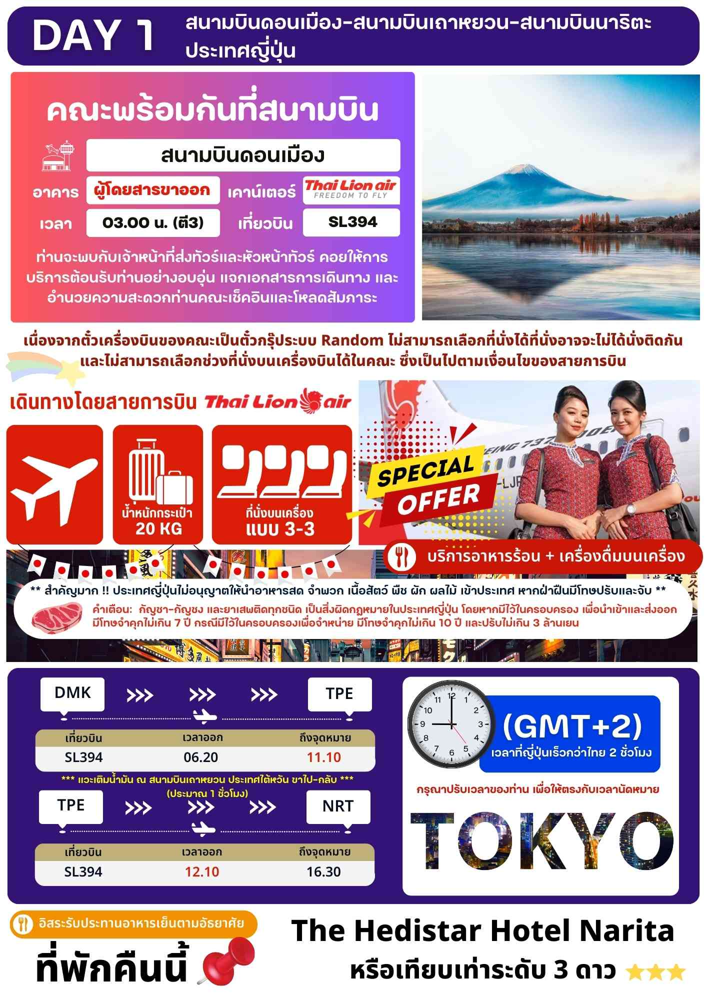 DAY 1
สนามบินดอนเมือง-สนามบินเถาหยวน-สนามบินนาริตะ
ประเทศญี่ปุ่น
คณะพร้อมกันที่สนามบิน
สนามบินดอนเมือง
อาคาร ผู้โดยสารขาออก เคาน์เตอร์ Thai Lion air
FREEDOM TO FLY
เวลา 03.00 น. (ตี3) เที่ยวบิน SL394
ท่านจะพบกับเจ้าหน้าที่ส่งทัวร์และหัวหน้าทัวร์ คอยให้การ
บริการต้อนรับท่านอย่างอบอุ่น แจกเอกสารการเดินทาง และ
อำนวยความสะดวกท่านคณะเช็คอินและโหลดสัมภาระ
เนื่องจากตั๋วเครื่องบินของคณะเป็นตั๋วกรุ๊ประบบ Random ไม่สามารถเลือกที่นั่งได้ที่นั่งอาจจะไม่ได้นั่งติดกัน
และไม่สามารถเลือกช่วงที่นั่งบนเครื่องบินได้ในคณะ ซึ่งเป็นไปตามเงื่อนไขของสายการบิน
เดินทางโดยสายการบิน Thai Lion air
น้ำหนักกระเป๋า
20 KG
ที่นั่งบนเครื่อง
แบบ 3-3
SPECIAL
OFFER
บริการอาหารร้อน + เครื่องดื่มบนเครื่อง
** สำคัญมาก !! ประเทศญี่ปุ่นไม่อนุญาตให้นำอาหารสด จำพวก เนื้อสัตว์ พืช ผัก ผลไม้ เข้าประเทศ หากฝ่าฝืนมีโทษปรับและจับ **
คำเตือน: กัญชา-กัญชง และยาเสพติดทุกชนิด เป็นสิ่งผิดกฎหมายในประเทศญี่ปุ่น โดยหากมีไว้ในครอบครอง เพื่อนำเข้าและส่งออก
มีโทษจำคุกไม่เกิน 7 ปี กรณีมีไว้ในครอบครองเพื่อจำหน่าย มีโทษจำคุกไม่เกิน 10 ปี และปรับไม่เกิน 3 ล้านเยน
DMK TPE
เที่ยวบิน เวลาออก ถึงจุดหมาย
SL394 06.20 11.10
*** แวะเติมน้ำมัน ณ สนามบินเถาหยวน ประเทศไต้หวัน ขาไป-กลับ ***
(ประมาณ 1 ชั่วโมง)
TPE NRT
เที่ยวบิน เวลาออก ถึงจุดหมาย
SL394 12.10 16.30
12 1 2 3 4 5 6 7 8 9 10 11
(GMT+2)
เวลาที่ญี่ปุ่นเร็วกว่าไทย 2 ชั่วโมง
กรุณาปรับเวลาของท่าน เพื่อให้ตรงกับเวลานัดหมาย
TOKYO
อิสระรับประทานอาหารเย็นตามอัธยาศัย
ที่พักคืนนี้
The Hedistar Hotel Narita
หรือเทียบเท่าระดับ 3 ดาว